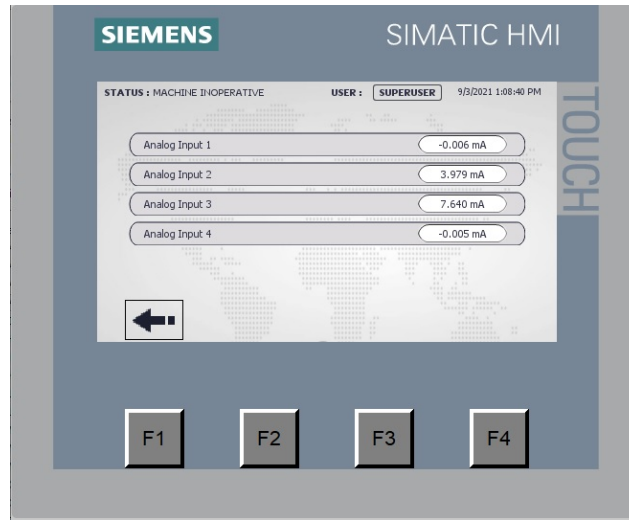 SIEMENS SIMATIC HMI
STATUS : MACHINE INOPERATIVE USER : SUPERUSER 9/3/2021 1:08:40 PM
TOUCH
Analog Input 1 -0.006 mA
Analog Input 2 3.979 mA
Analog Input 3 7.640 mA
Analog Input 4 -0.005 mA
F1 F2 F3 F4